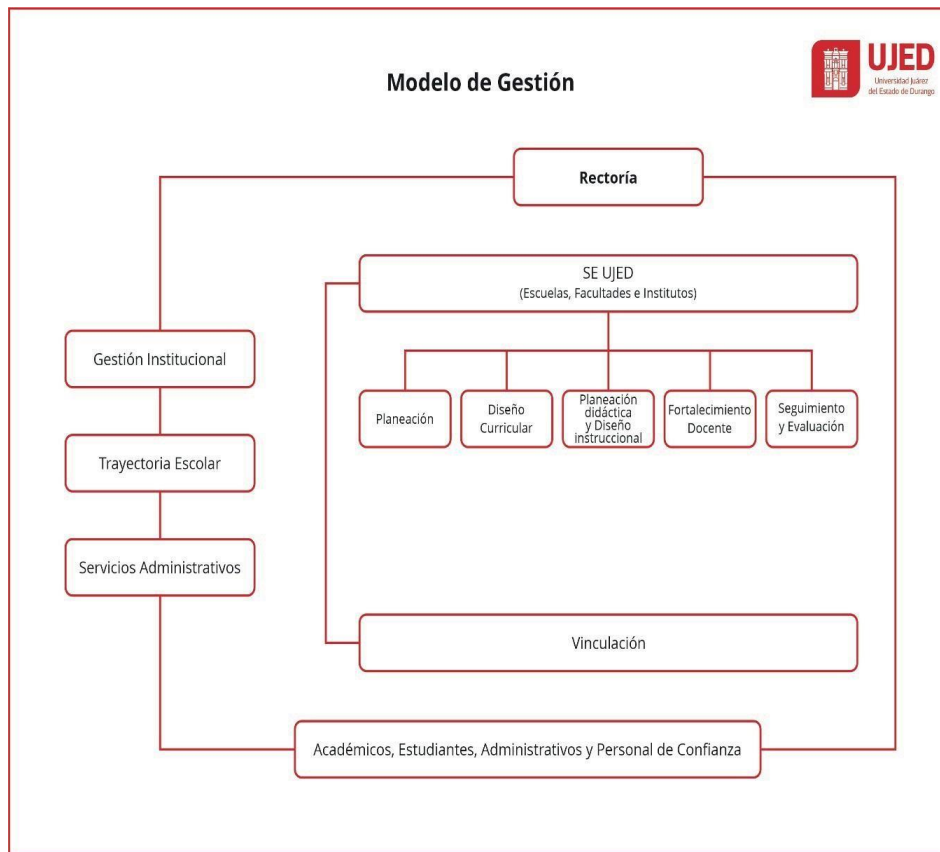 UJED
Universidad Juárez
del Estado de Durango
Modelo de Gestión
Rectoría
SE UJED
(Escuelas, Facultades e Institutos)
Gestión Institucional
Trayectoria Escolar
Servicios Administrativos
Planeación
Diseño
Curricular
Planeación
didáctica
y Diseño
instruccional
Fortalecimiento
Docente
Seguimiento
y Evaluación
Vinculación
Académicos, Estudiantes, Administrativos y Personal de Confianza